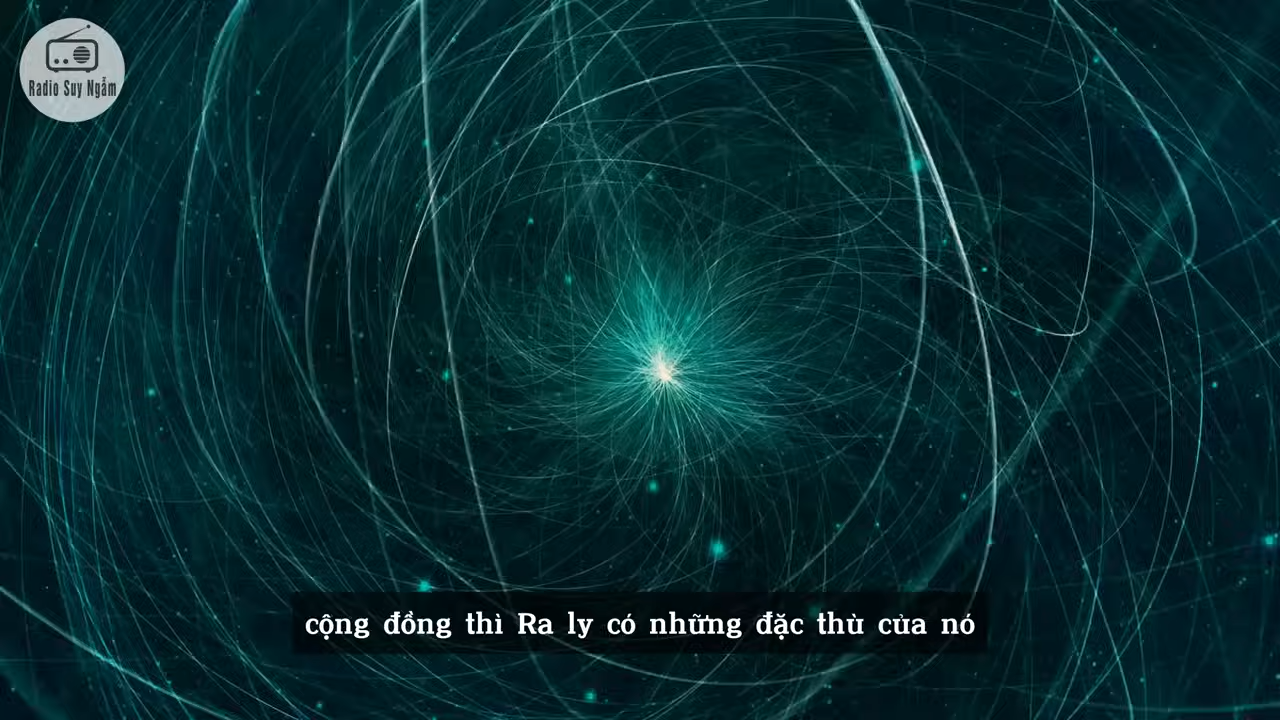 Radio Suy Ngẫm
cộng đồng thì Ra ly có những đặc thù của nó